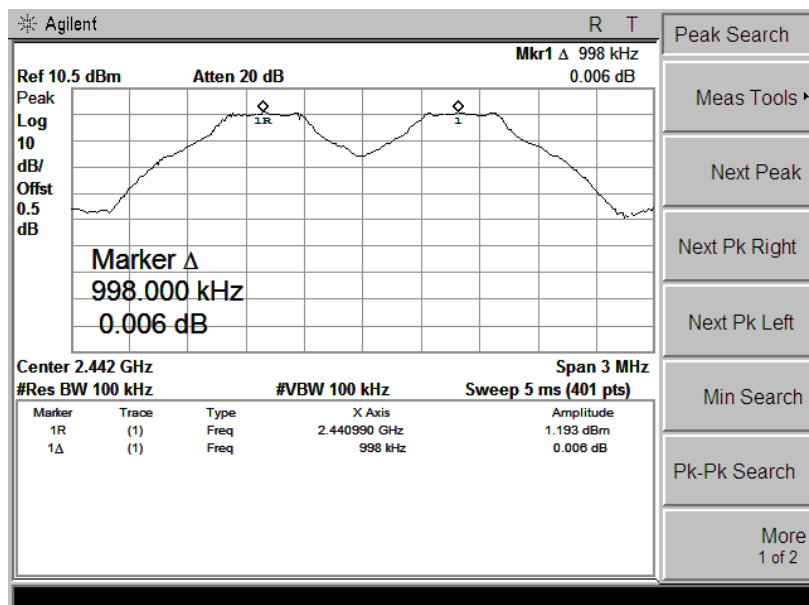 Agilent R T
Mkr1 Δ 998 kHz
Ref 10.5 dBm Atten 20 dB 0.006 dB
Peak
Log
10
dB/
Offst
0.5
dB
1R 1
Marker Δ
998.000 kHz
0.006 dB
Center 2.442 GHz Span 3 MHz
#Res BW 100 kHz #VBW 100 kHz Sweep 5 ms (401 pts)
Marker Trace Type X Axis Amplitude
1R (1) Freq 2.440990 GHz 1.193 dBm
1Δ (1) Freq 998 kHz 0.006 dB
Peak Search
Meas Tools
Next Peak
Next Pk Right
Next Pk Left
Min Search
Pk-Pk Search
More
1 of 2